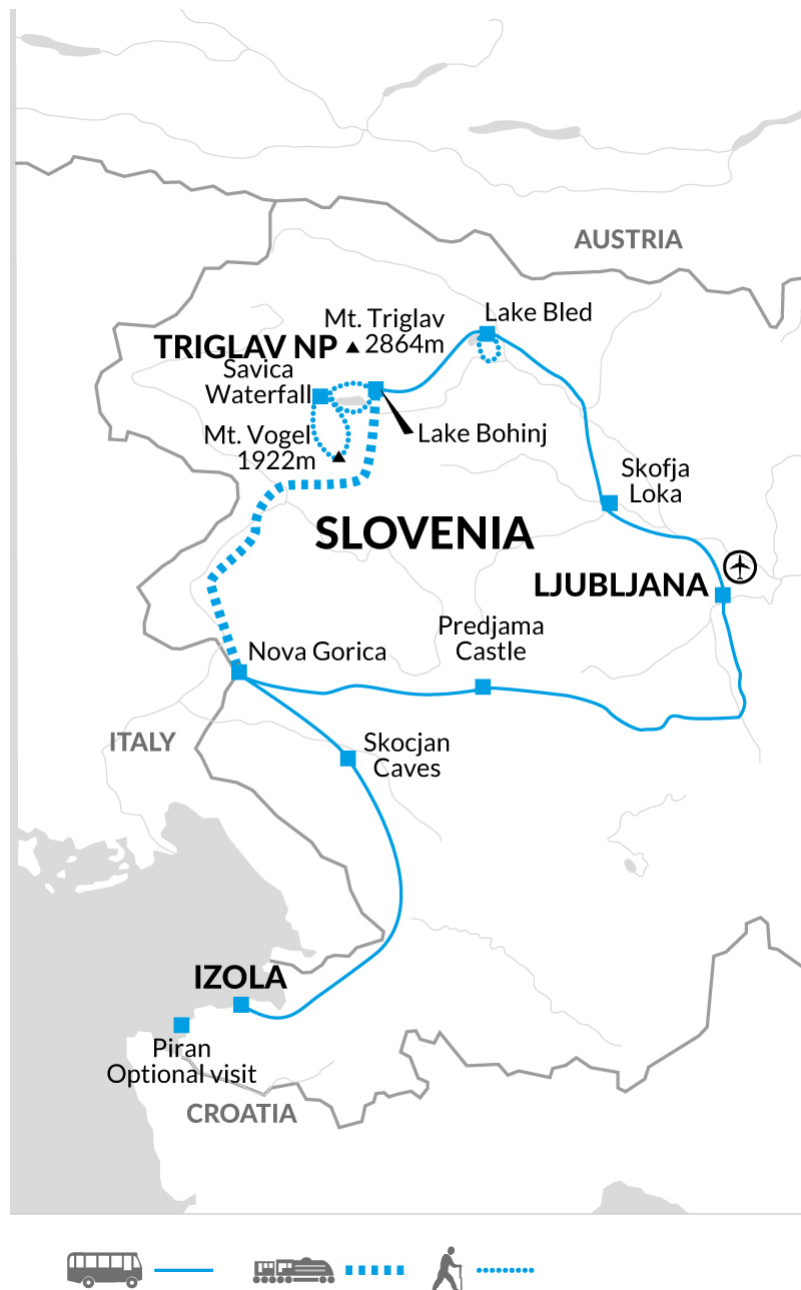 AUSTRIA
Lake Bled
Mt. Triglav
2864m
TRIGLAV NP
Savica
Waterfall
Mt. Vogel
1922m
Lake Bohinj
Skofja
Loka
SLOVENIA
LJUBLJANA
Predjama
Castle
Nova Gorica
ITALY
Skocjan
Caves
IZOLA
Piran
Optional visit
CROATIA